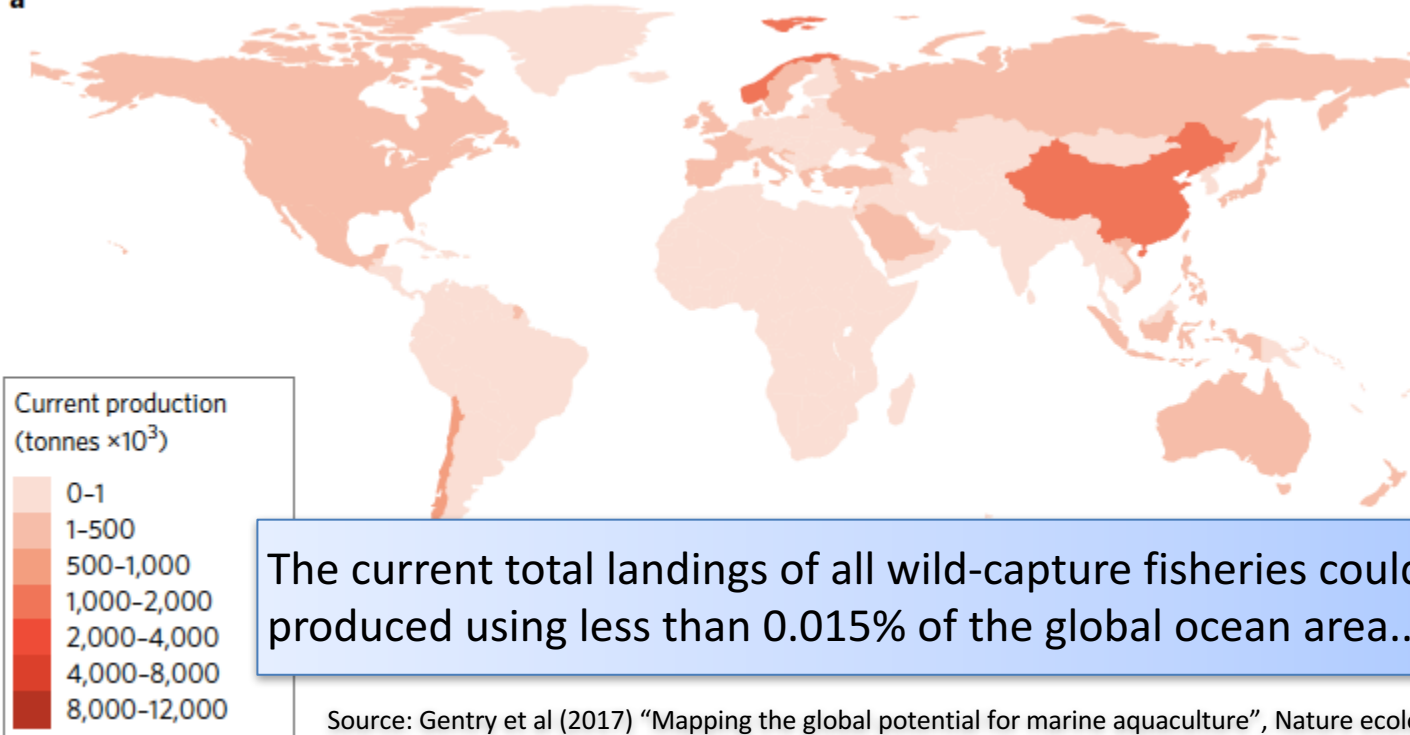 a
Current production
(tonnes ×10³)
0–1
1–500
500–1,000
1,000–2,000
2,000–4,000
4,000–8,000
8,000–12,000
The current total landings of all wild-capture fisheries could
produced using less than 0.015% of the global ocean area..
Source: Gentry et al (2017) “Mapping the global potential for marine aquaculture”, Nature ecol